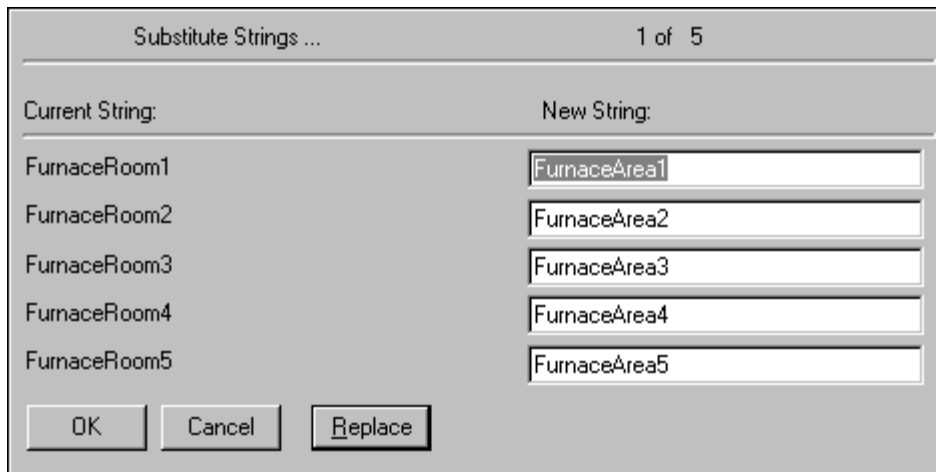 Substitute Strings ... 1 of 5
Current String: New String:
FurnaceRoom1 FurnaceArea1
FurnaceRoom2 FurnaceArea2
FurnaceRoom3 FurnaceArea3
FurnaceRoom4 FurnaceArea4
FurnaceRoom5 FurnaceArea5
OK Cancel Replace